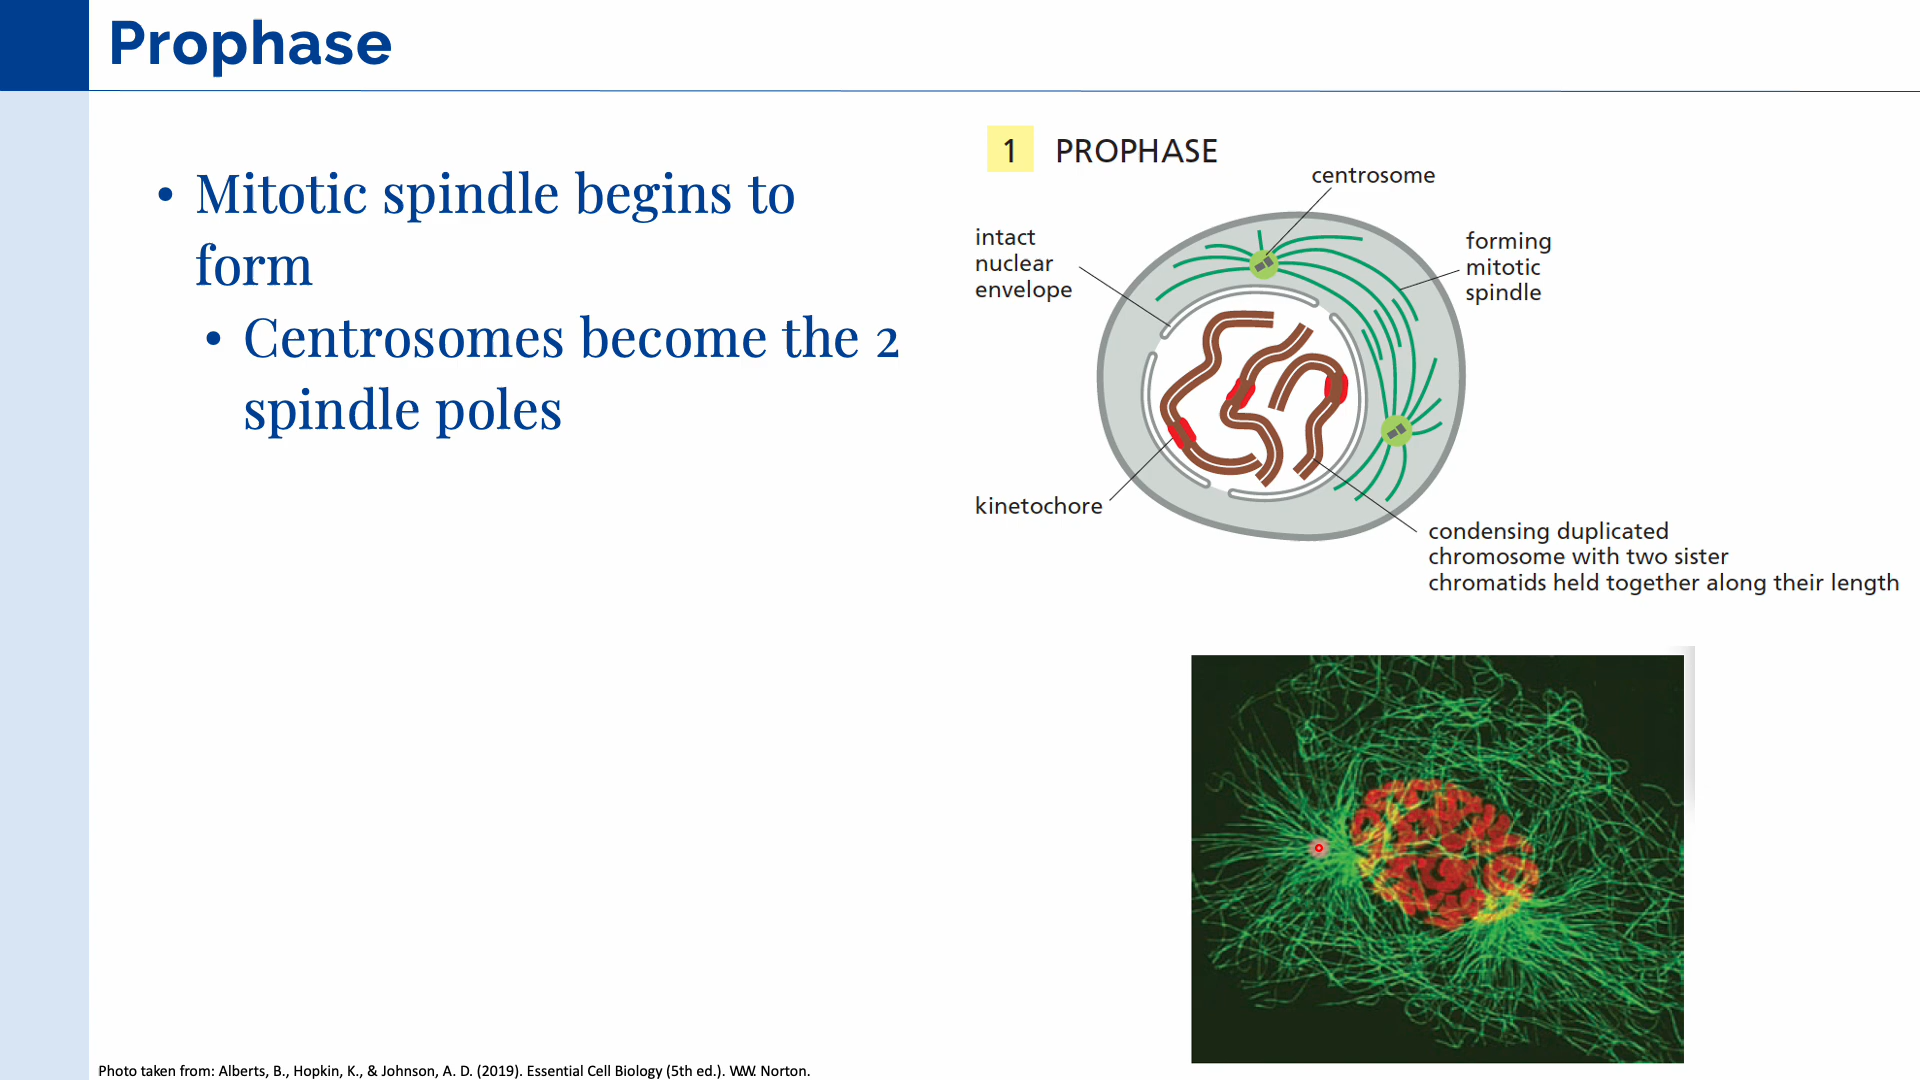 Prophase
• Mitotic spindle begins to
form
• Centrosomes become the 2
spindle poles
1 PROPHASE
centrosome
intact
nuclear
envelope
forming
mitotic
spindle
kinetochore
condensing duplicated
chromosome with two sister
chromatids held together along their length
Photo taken from: Alberts, B., Hopkin, K., & Johnson, A. D. (2019). Essential Cell Biology (5th ed.). W.W. Norton.